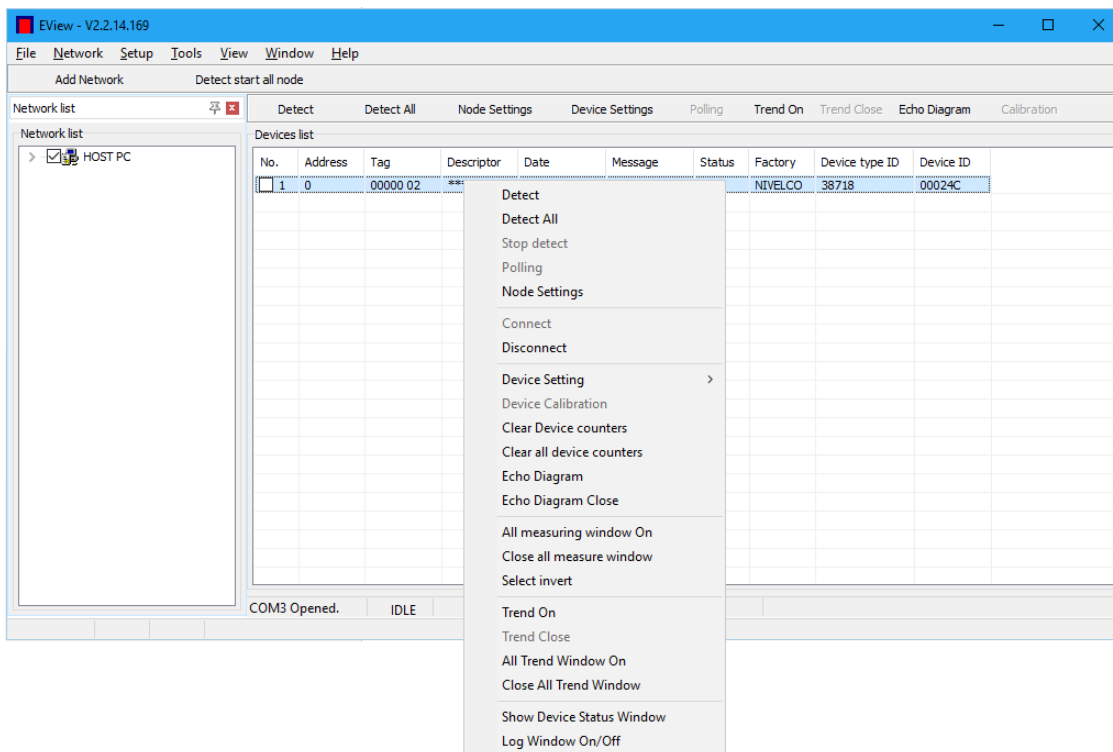 EView - V2.2.14.169
File Network Setup Tools View Window Help
Add Network Detect start all node
Network list
Detect Detect All Node Settings Device Settings Polling Trend On Trend Close Echo Diagram Calibration
Network list
HOST PC
Devices list
No. Address Tag Descriptor Date Message Status Factory Device type ID Device ID
1 0 00000 02 ** NIVELCO 38718 00024C
Detect
Detect All
Stop detect
Polling
Node Settings
Connect
Disconnect
Device Setting
Device Calibration
Clear Device counters
Clear all device counters
Echo Diagram
Echo Diagram Close
All measuring window On
Close all measure window
Select invert
Trend On
Trend Close
All Trend Window On
Close All Trend Window
Show Device Status Window
Log Window On/Off
COM3 Opened. IDLE